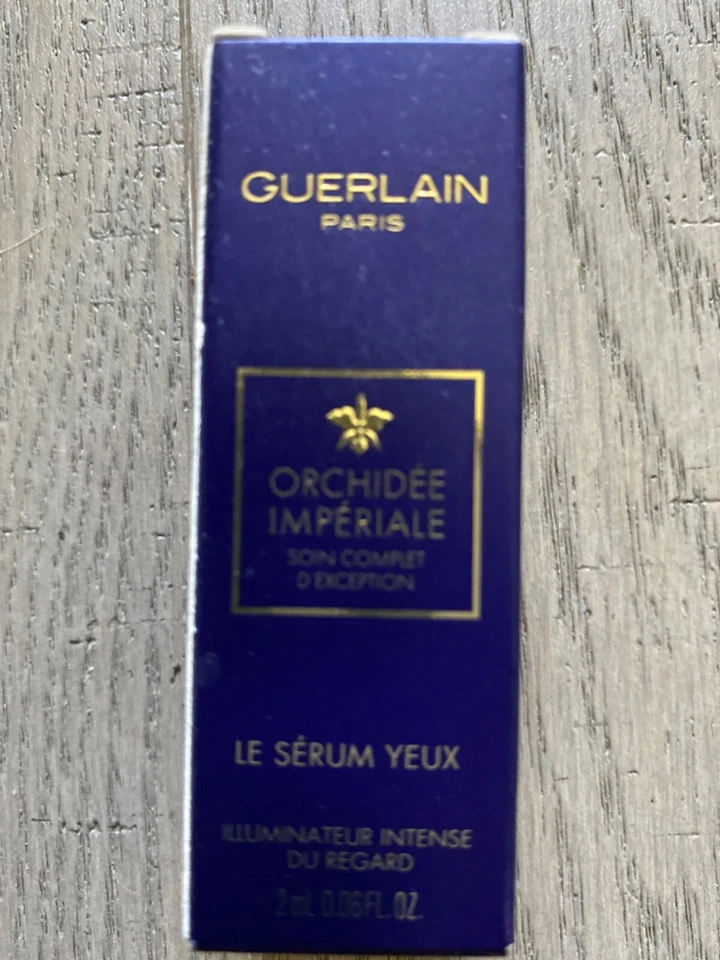 GUERLAIN
PARIS
ORCHIDÉE
IMPÉRIALE
SOIN COMPLET
D'EXCEPTION
LE SÉRUM YEUX
ILLUMINATEUR INTENSE
DU REGARD
2 mL 0.06 FL. OZ.